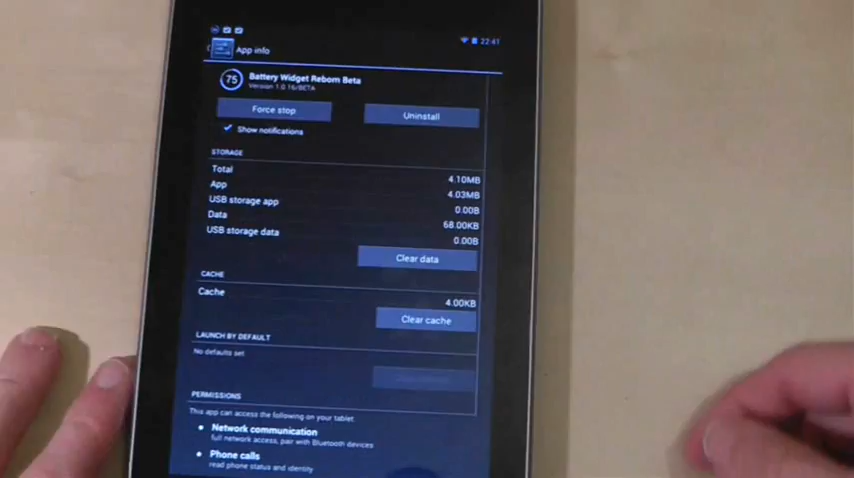 22:41
App info
75
Battery Widget Reborn Beta
Version 1.0.16/BETA
Force stop
Uninstall
Show notifications
STORAGE
Total 4.10MB
App 4.03MB
USB storage app 0.00B
Data 68.00KB
USB storage data 0.00B
Clear data
CACHE
Cache 4.00KB
Clear cache
LAUNCH BY DEFAULT
No defaults set
PERMISSIONS
This app can access the following on your tablet:
Network communication
full network access, pair with Bluetooth devices
Phone calls
read phone status and identity